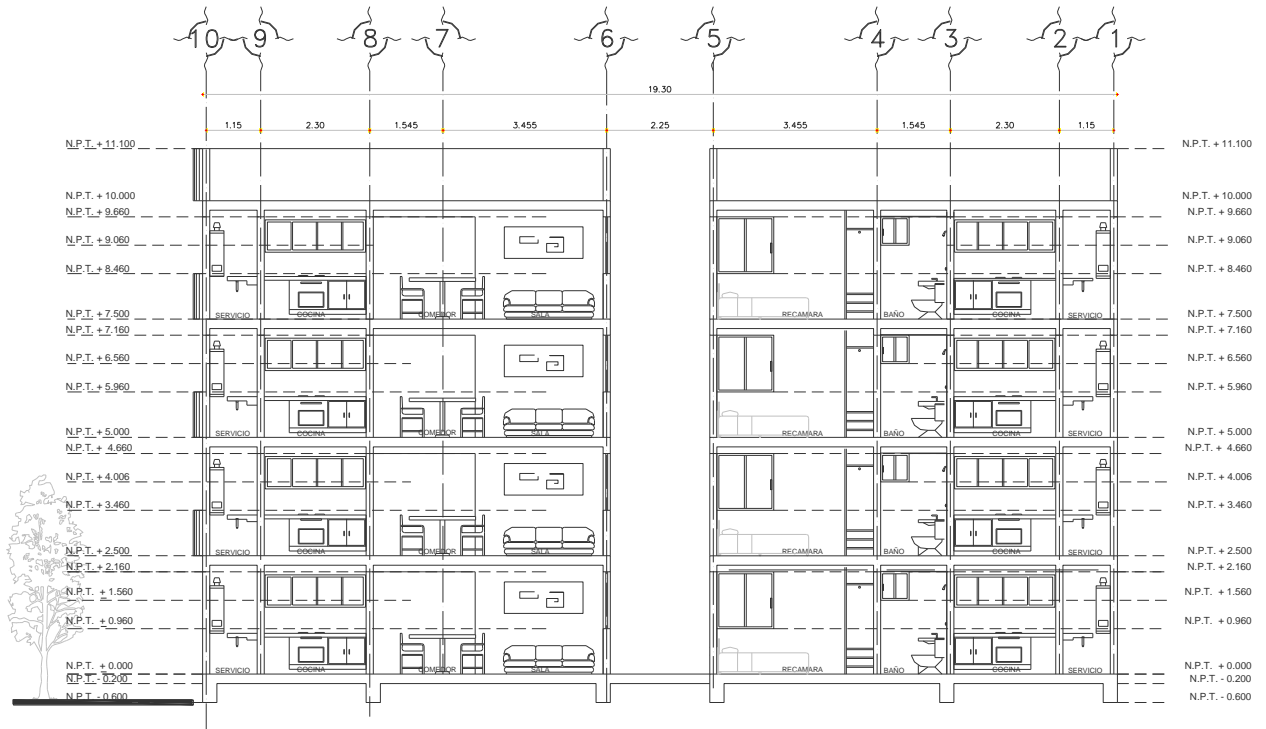 10 9 8 7 6 5 4 3 2 1
19.30
1.15 2.30 1.545 3.455 2.25 3.455 1.545 2.30 1.15
N.P.T. + 11.100 N.P.T. + 11.100
N.P.T. + 10.000 N.P.T. + 10.000
N.P.T. + 9.660 N.P.T. + 9.660
N.P.T. + 9.060 N.P.T. + 9.060
N.P.T. + 8.460 N.P.T. + 8.460
N.P.T. + 7.500 SERVICIO COCINA COMEDOR SALA RECAMARA BAÑO COCINA SERVICIO N.P.T. + 7.500
N.P.T. + 7.160 N.P.T. + 7.160
N.P.T. + 6.560 N.P.T. + 6.560
N.P.T. + 5.960 N.P.T. + 5.960
N.P.T. + 5.000 SERVICIO COCINA COMEDOR SALA RECAMARA BAÑO COCINA SERVICIO N.P.T. + 5.000
N.P.T. + 4.660 N.P.T. + 4.660
N.P.T. + 4.006 N.P.T. + 4.006
N.P.T. + 3.460 N.P.T. + 3.460
N.P.T. + 2.500 SERVICIO COCINA COMEDOR SALA RECAMARA BAÑO COCINA SERVICIO N.P.T. + 2.500
N.P.T. + 2.160 N.P.T. + 2.160
N.P.T. + 1.560 N.P.T. + 1.560
N.P.T. + 0.960 N.P.T. + 0.960
N.P.T. + 0.000 SERVICIO COCINA COMEDOR SALA RECAMARA BAÑO COCINA SERVICIO N.P.T. + 0.000
N.P.T. - 0.200 N.P.T. - 0.200
N.P.T. - 0.600 N.P.T. - 0.600